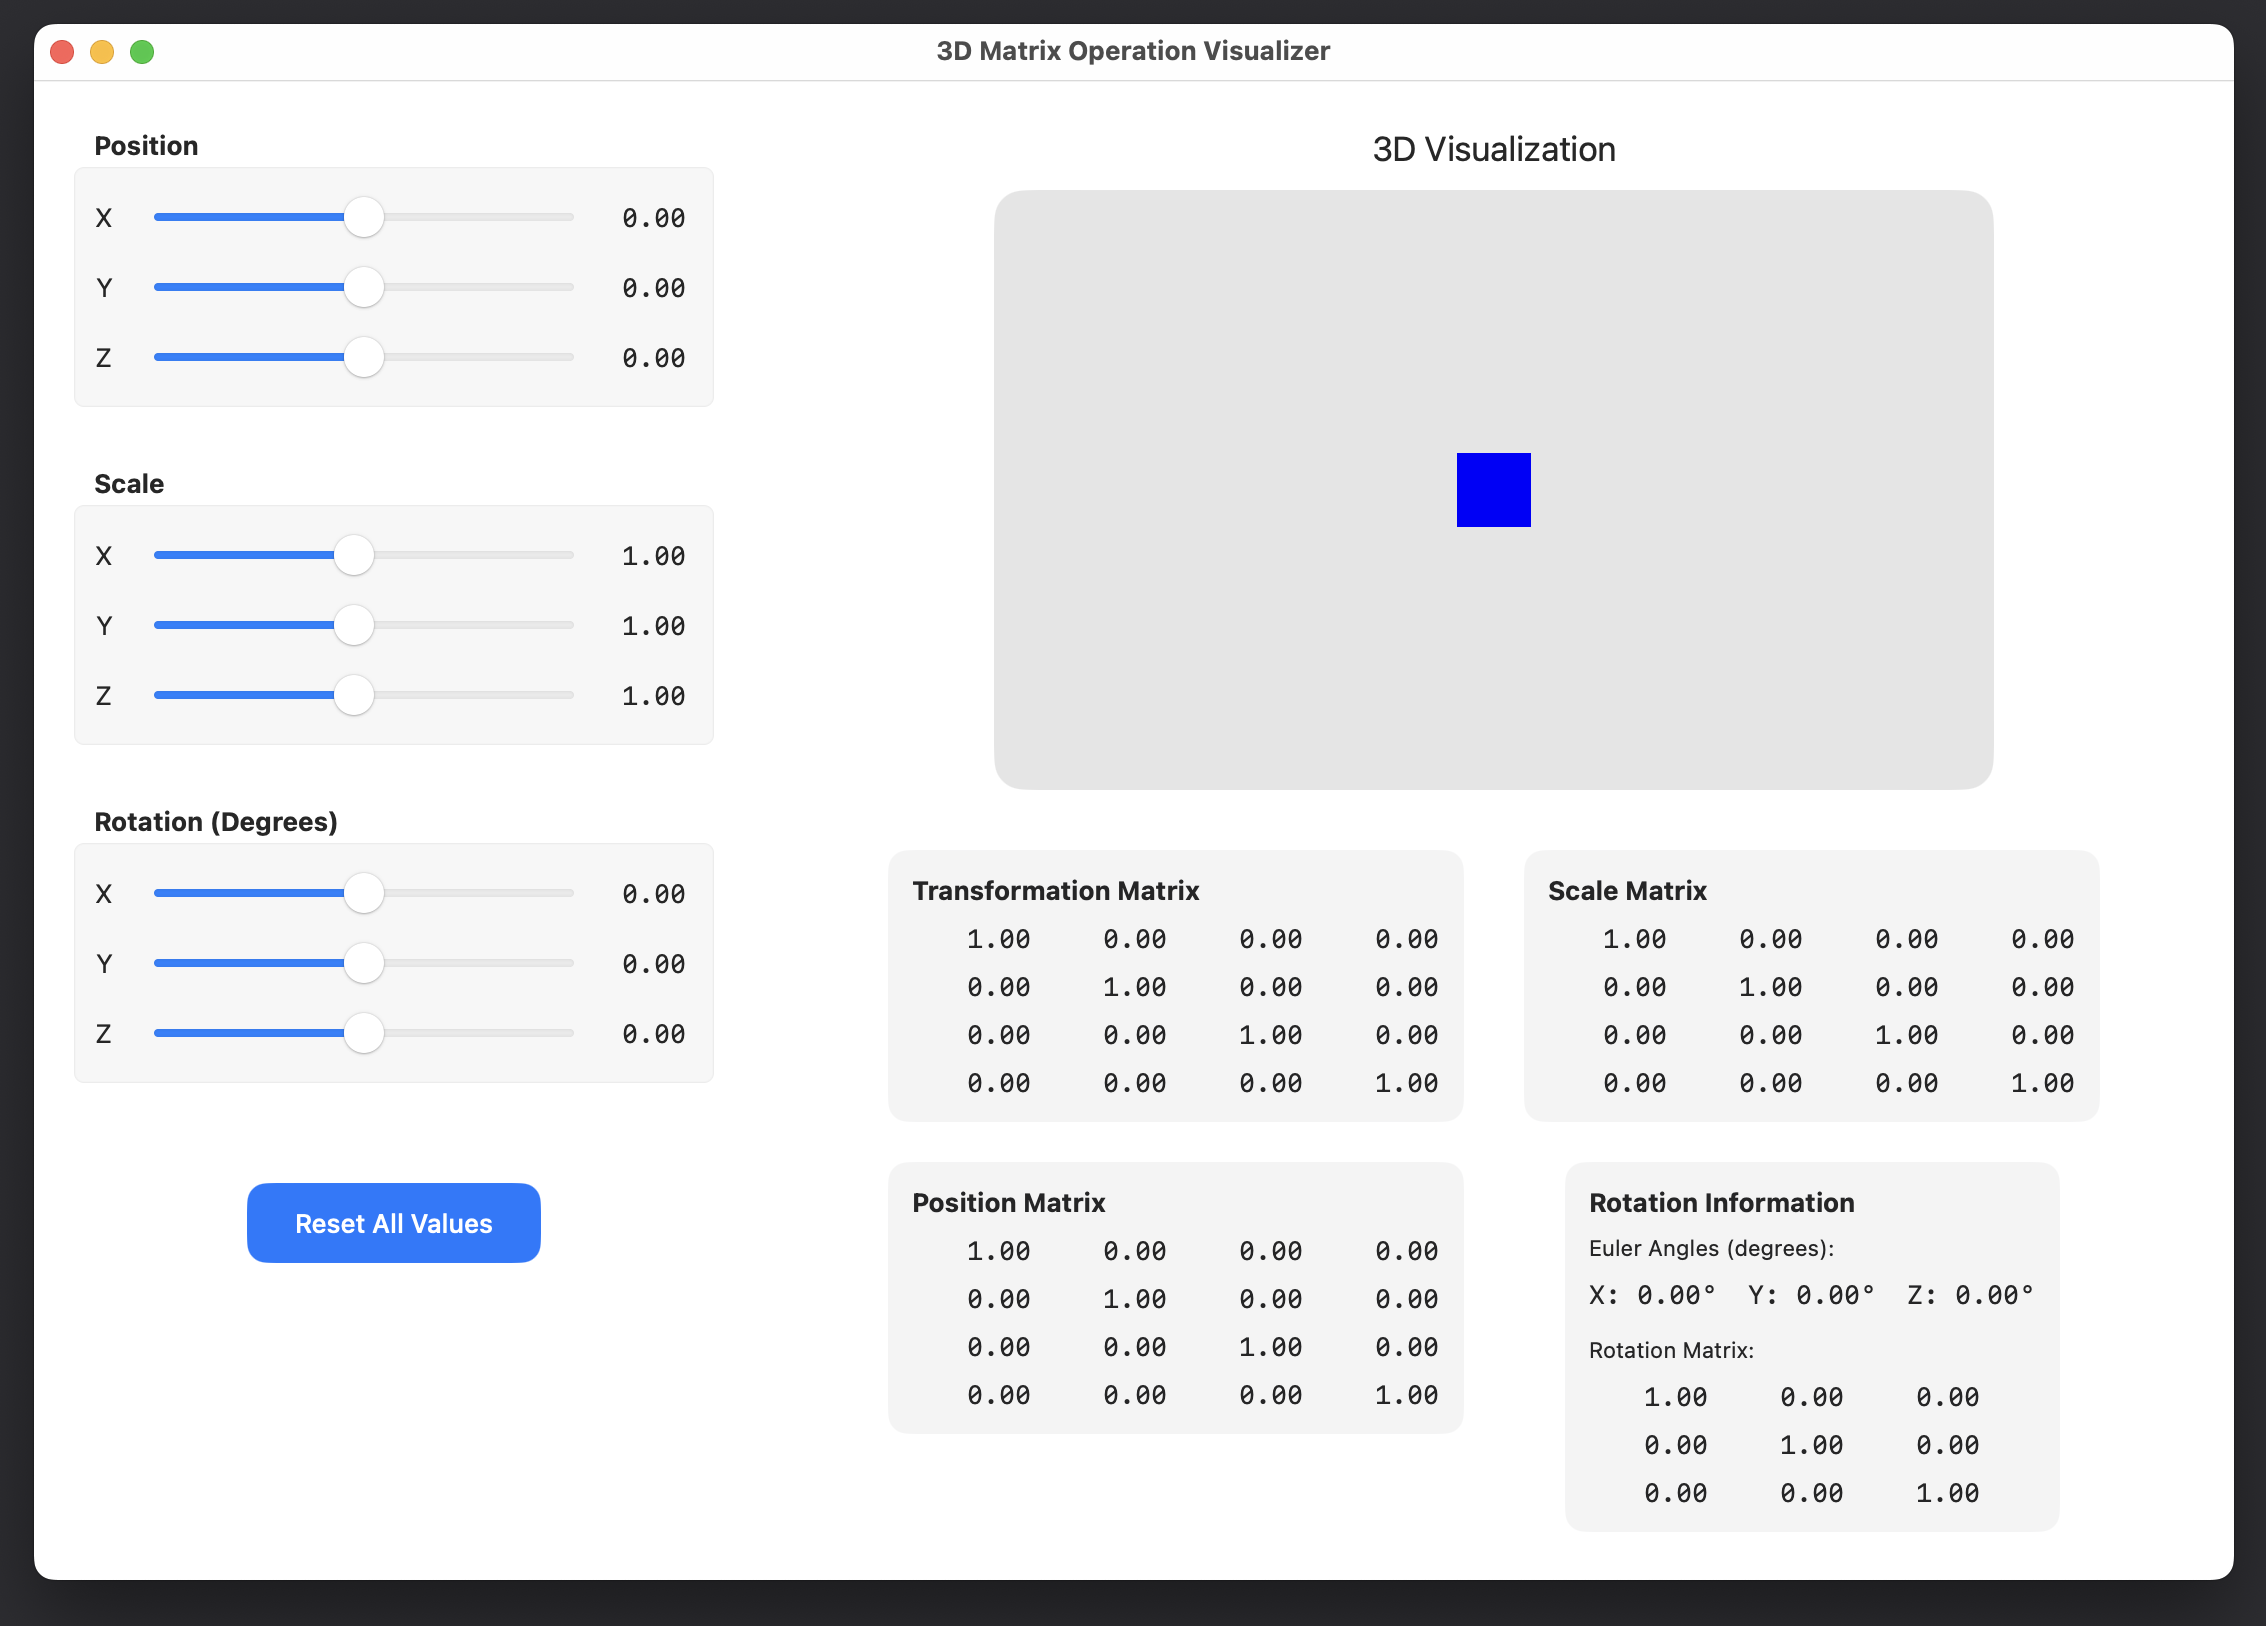 3D Matrix Operation Visualizer
Position
X 0.00
Y 0.00
Z 0.00
Scale
X 1.00
Y 1.00
Z 1.00
Rotation (Degrees)
X 0.00
Y 0.00
Z 0.00
Reset All Values
3D Visualization
Transformation Matrix
1.00 0.00 0.00 0.00
0.00 1.00 0.00 0.00
0.00 0.00 1.00 0.00
0.00 0.00 0.00 1.00
Scale Matrix
1.00 0.00 0.00 0.00
0.00 1.00 0.00 0.00
0.00 0.00 1.00 0.00
0.00 0.00 0.00 1.00
Position Matrix
1.00 0.00 0.00 0.00
0.00 1.00 0.00 0.00
0.00 0.00 1.00 0.00
0.00 0.00 0.00 1.00
Rotation Information
Euler Angles (degrees):
X: 0.00° Y: 0.00° Z: 0.00°
Rotation Matrix:
1.00 0.00 0.00
0.00 1.00 0.00
0.00 0.00 1.00